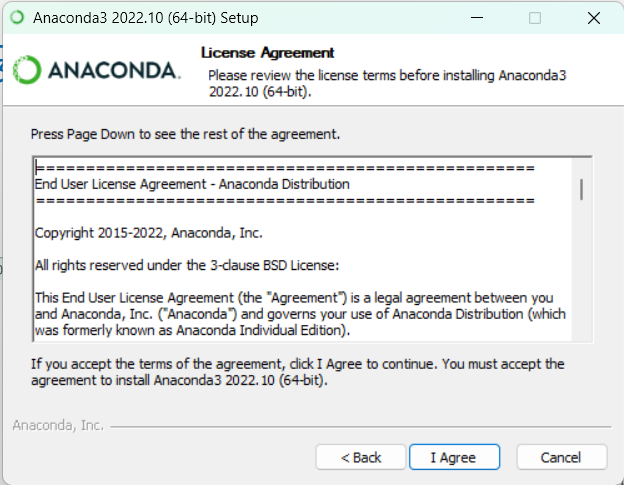 Anaconda3 2022.10 (64-bit) Setup
License Agreement
ANACONDA.
Please review the license terms before installing Anaconda3
2022.10 (64-bit).
Press Page Down to see the rest of the agreement.
==================================================
End User License Agreement - Anaconda Distribution
==================================================
Copyright 2015-2022, Anaconda, Inc.
All rights reserved under the 3-clause BSD License:
This End User License Agreement (the "Agreement") is a legal agreement between you
and Anaconda, Inc. ("Anaconda") and governs your use of Anaconda Distribution (which
was formerly known as Anaconda Individual Edition).
If you accept the terms of the agreement, click I Agree to continue. You must accept the
agreement to install Anaconda3 2022.10 (64-bit).
Anaconda, Inc.
< Back
I Agree
Cancel